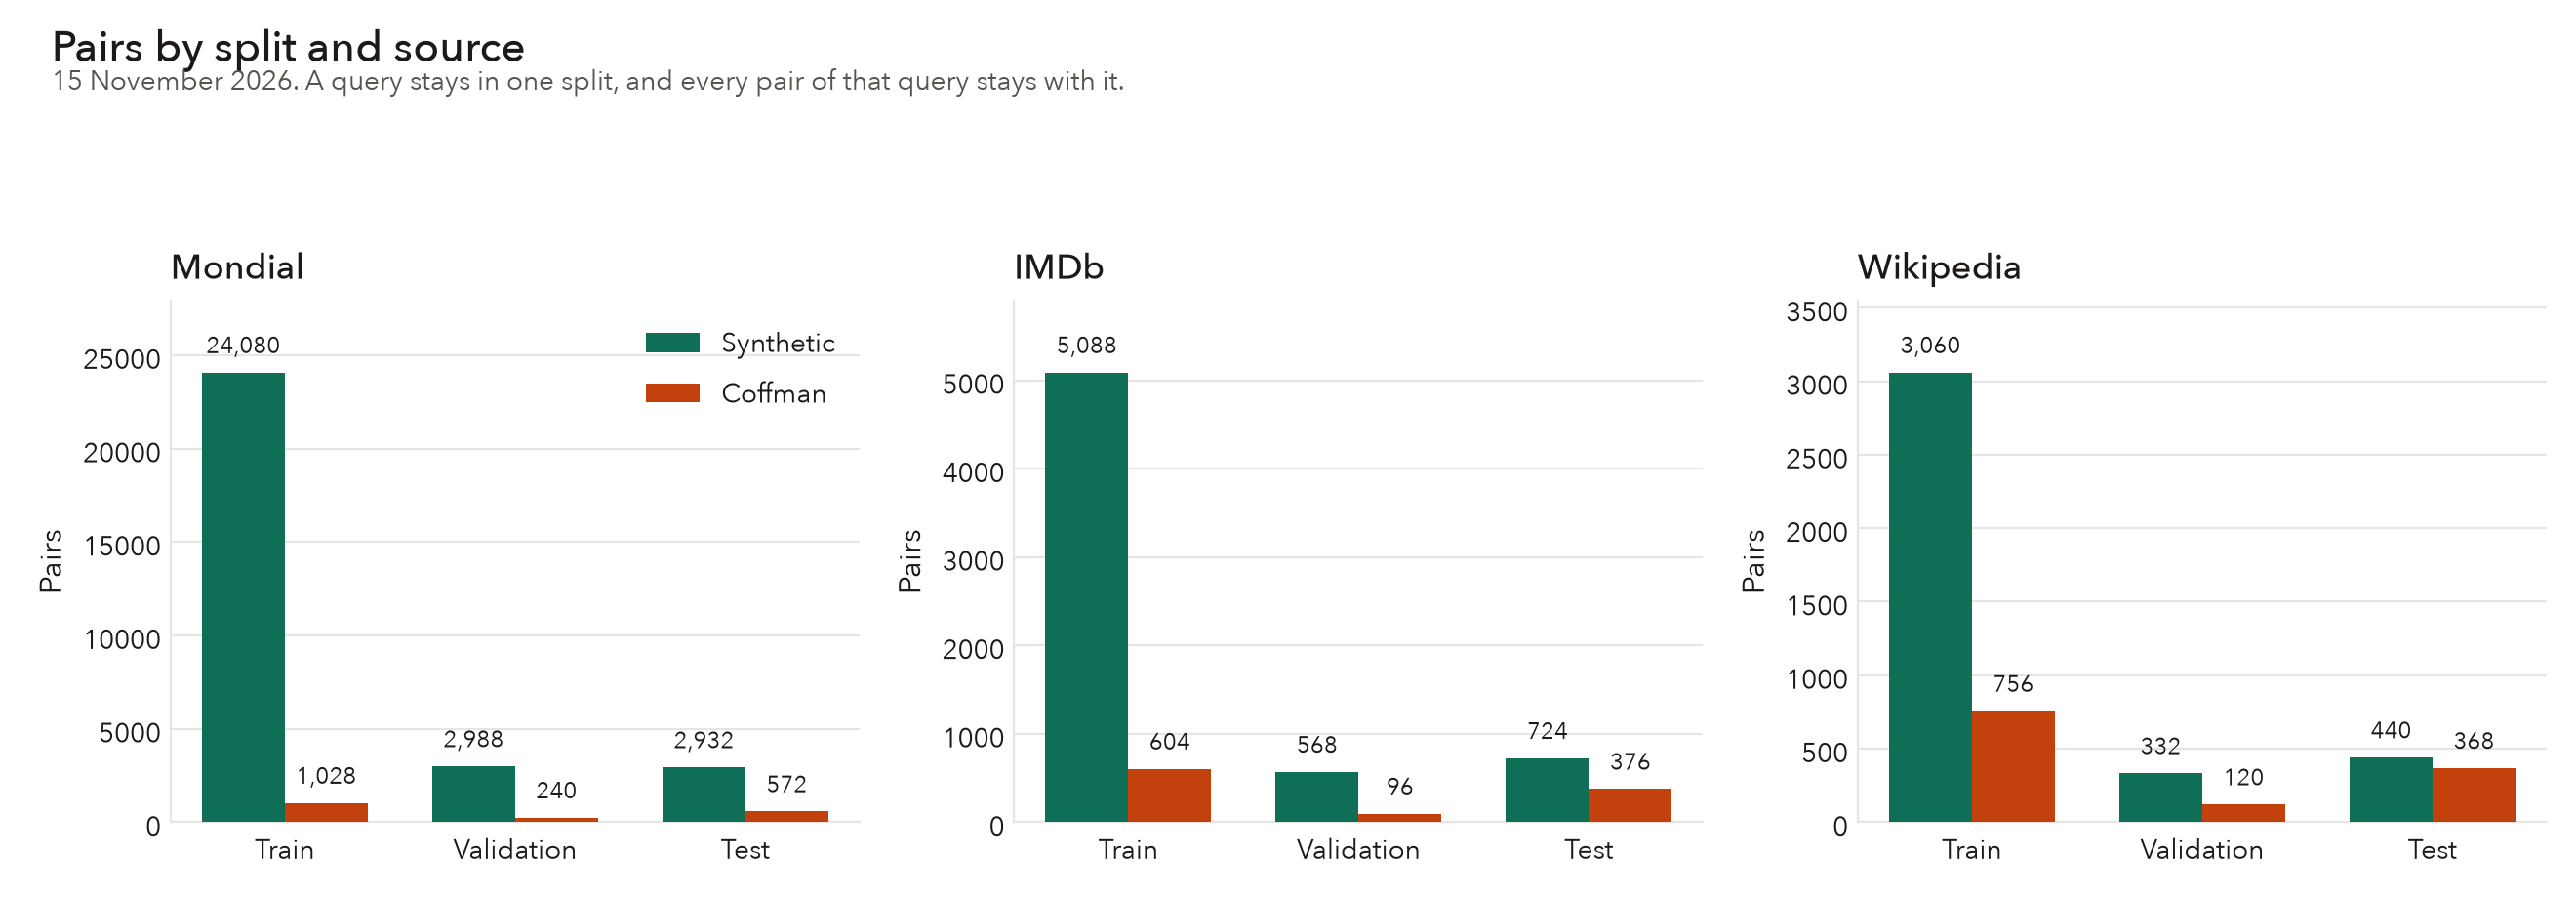 Pairs by split and source
15 November 2026. A query stays in one split, and every pair of that query stays with it.
Mondial
Pairs
25000
20000
15000
10000
5000
0
24,080
1,028
2,988
240
2,932
572
Synthetic
Coffman
Train
Validation
Test
IMDb
Pairs
5000
4000
3000
2000
1000
0
5,088
604
568
96
724
376
Train
Validation
Test
Wikipedia
Pairs
3500
3000
2500
2000
1500
1000
500
0
3,060
756
332
120
440
368
Train
Validation
Test